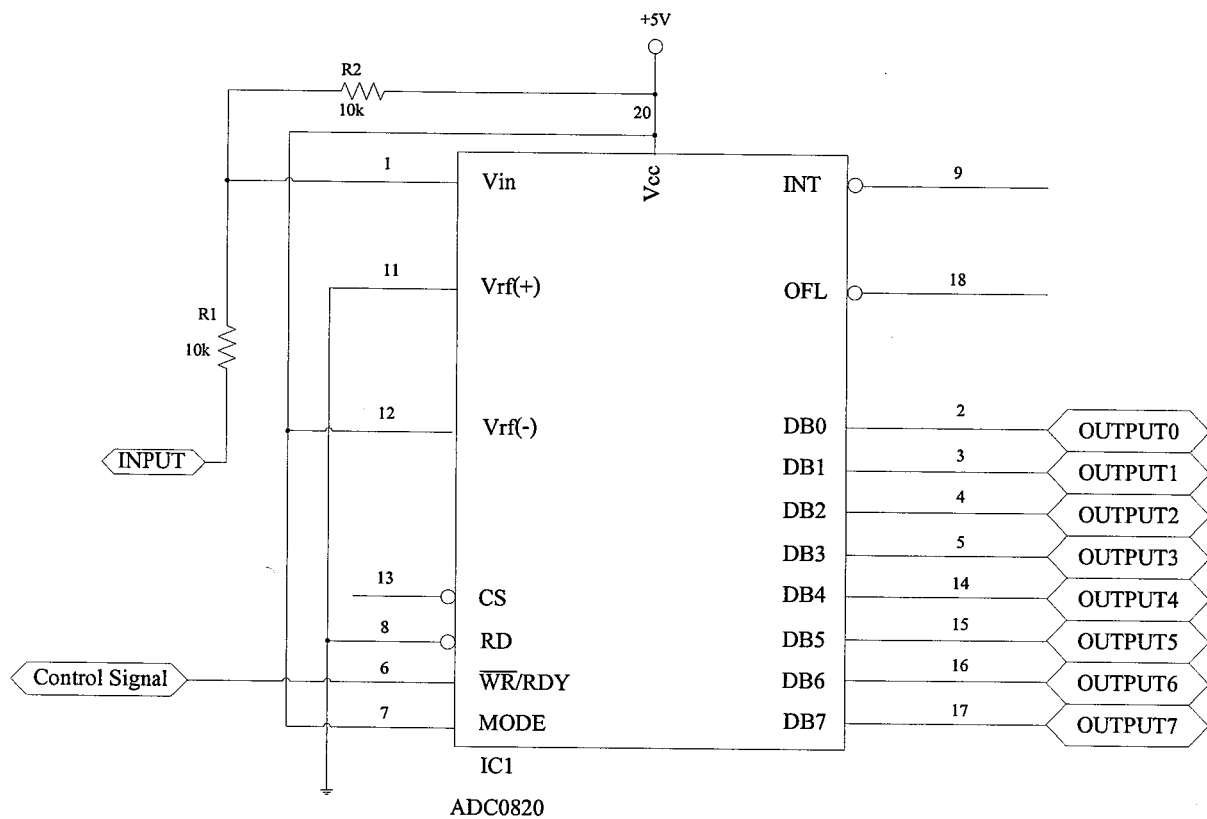 +5V
R2
10k
20
1
Vin
Vcc
INT
9
11
Vrf(+)
OFL
18
R1
10k
12
Vrf(-)
DB0
2
OUTPUT0
INPUT
DB1
3
OUTPUT1
DB2
4
OUTPUT2
DB3
5
OUTPUT3
13
CS
DB4
14
OUTPUT4
8
RD
DB5
15
OUTPUT5
Control Signal
6
WR/RDY
DB6
16
OUTPUT6
7
MODE
DB7
17
OUTPUT7
IC1
ADC0820